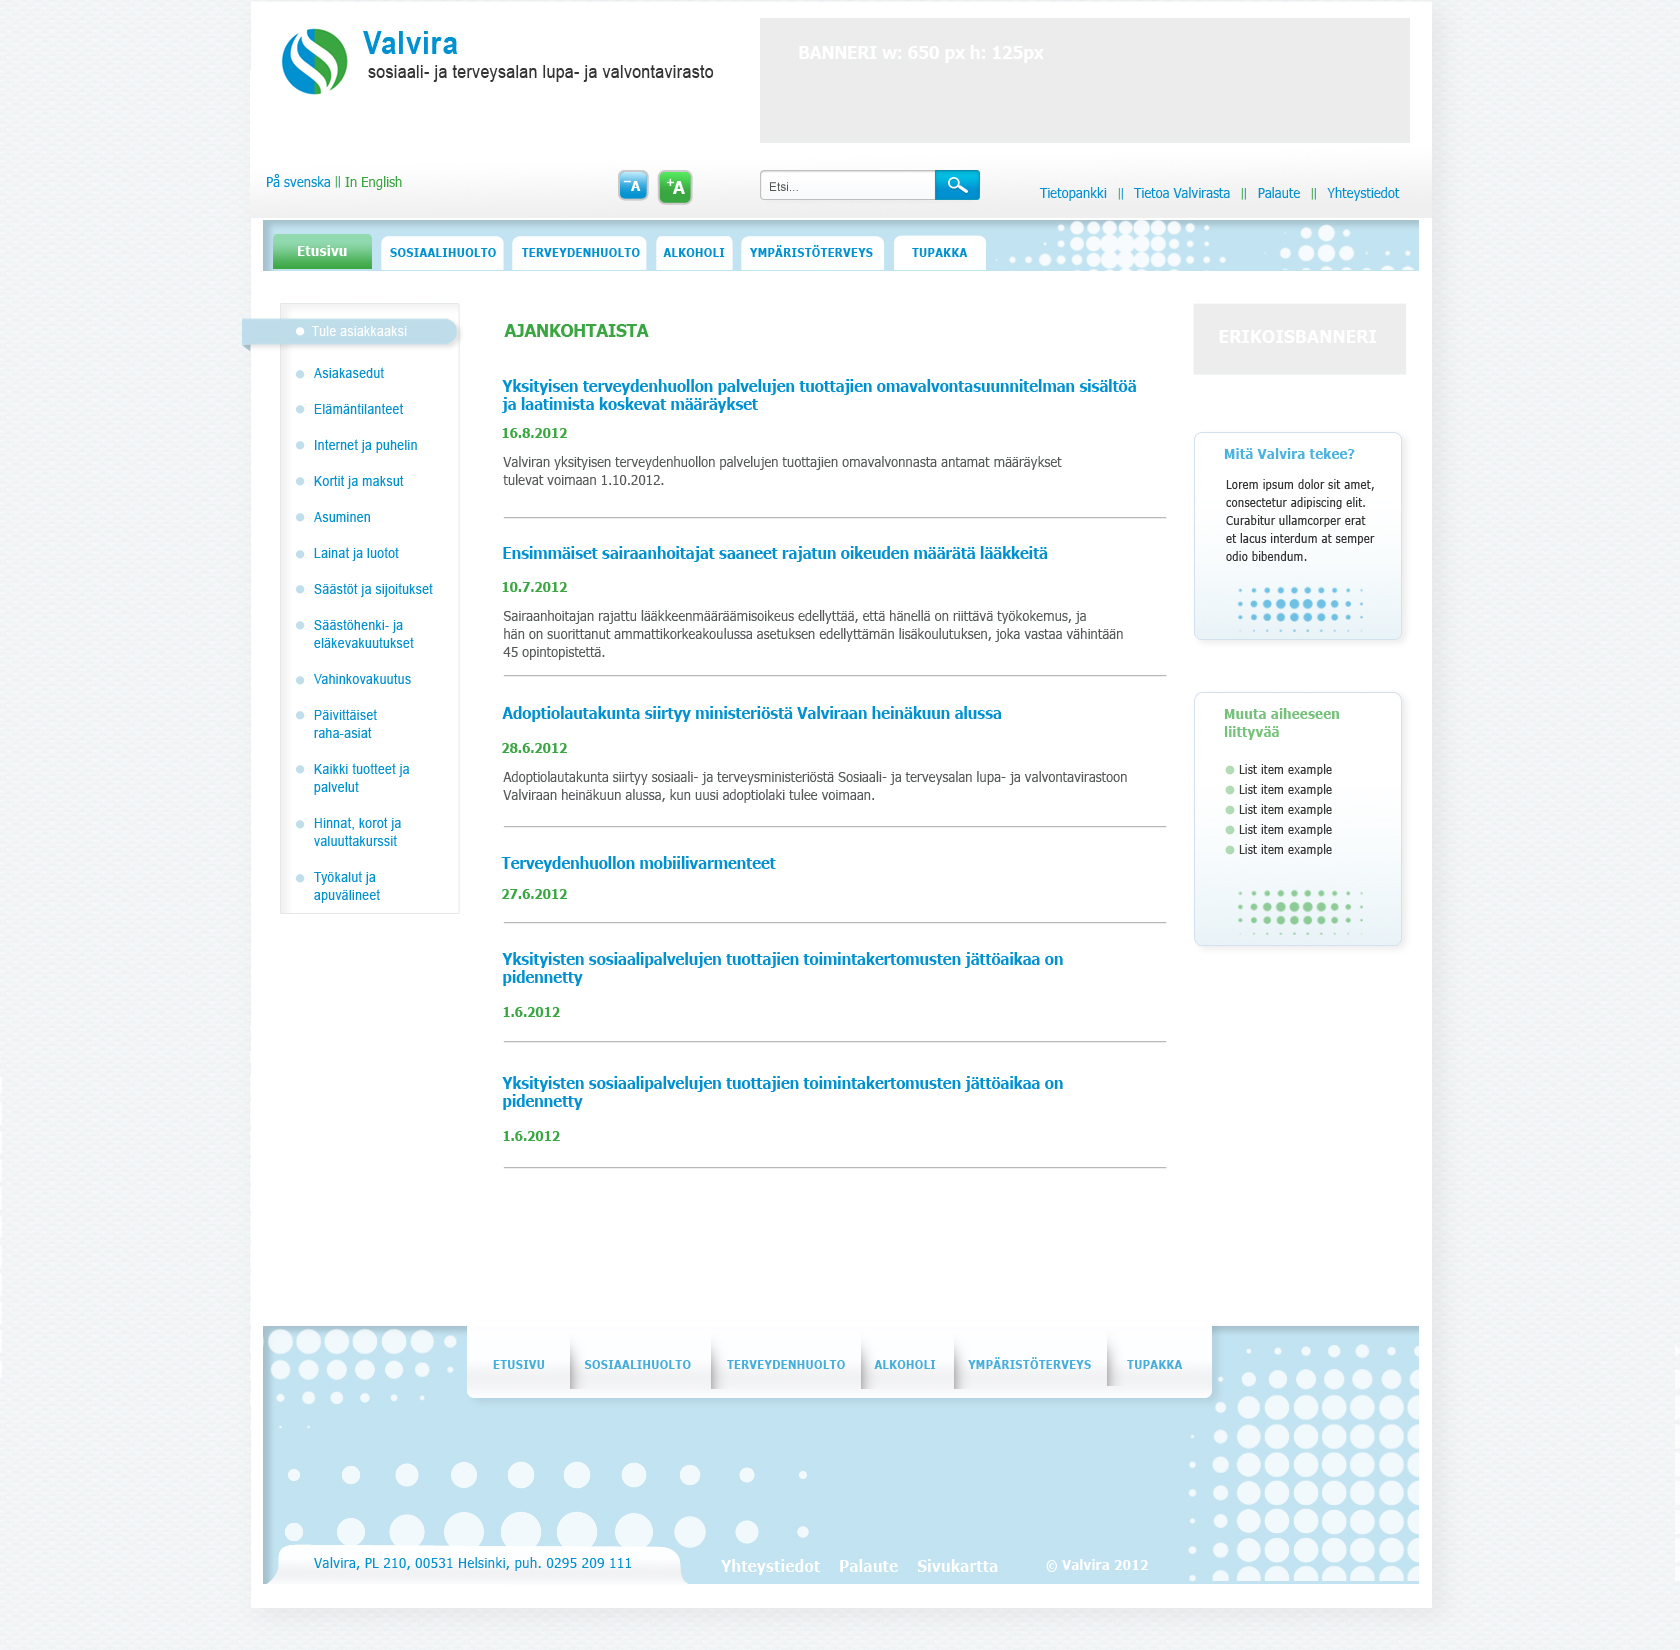 Valvira
sosiaali- ja terveysalan lupa- ja valvontavirasto
BANNERI w: 650 px h: 125px
På svenska || In English
-A +A
Etsi...
Tietopankki || Tietoa Valvirasta || Palaute || Yhteystiedot
Etusivu SOSIAALIHUOLTO TERVEYDENHUOLTO ALKOHOLI YMPÄRISTÖTERVEYS TUPAKKA
Tule asiakkaaksi
Asiakasedut
Elämäntilanteet
Internet ja puhelin
Kortit ja maksut
Asuminen
Lainat ja luotot
Säästöt ja sijoitukset
Säästöhenki- ja
eläkevakuutukset
Vahinkovakuutus
Päivittäiset
raha-asiat
Kaikki tuotteet ja
palvelut
Hinnat, korot ja
valuuttakurssit
Työkalut ja
apuvälineet
AJANKOHTAISTA
Yksityisen terveydenhuollon palvelujen tuottajien omavalvontasuunnitelman sisältöä
ja laatimista koskevat määräykset
16.8.2012
Valviran yksityisen terveydenhuollon palvelujen tuottajien omavalvonnasta antamat määräykset
tulevat voimaan 1.10.2012.
Ensimmäiset sairaanhoitajat saaneet rajatun oikeuden määrätä lääkkeitä
10.7.2012
Sairaanhoitajan rajattu lääkkeenmääräämisoikeus edellyttää, että hänellä on riittävä työkokemus, ja
hän on suorittanut ammattikorkeakoulussa asetuksen edellyttämän lisäkoulutuksen, joka vastaa vähintään
45 opintopistettä.
Adoptiolautakunta siirtyy ministeriöstä Valviraan heinäkuun alussa
28.6.2012
Adoptiolautakunta siirtyy sosiaali- ja terveysministeriöstä Sosiaali- ja terveysalan lupa- ja valvontavirastoon
Valviraan heinäkuun alussa, kun uusi adoptiolaki tulee voimaan.
Terveydenhuollon mobiilivarmenteet
27.6.2012
Yksityisten sosiaalipalvelujen tuottajien toimintakertomusten jättöaikaa on
pidennetty
1.6.2012
Yksityisten sosiaalipalvelujen tuottajien toimintakertomusten jättöaikaa on
pidennetty
1.6.2012
ERIKOISBANNERI
Mitä Valvira tekee?
Lorem ipsum dolor sit amet,
consectetur adipiscing elit.
Curabitur ullamcorper erat
et lacus interdum at semper
odio bibendum.
Muuta aiheeseen
liittyvää
List item example
List item example
List item example
List item example
List item example
ETUSIVU SOSIAALIHUOLTO TERVEYDENHUOLTO ALKOHOLI YMPÄRISTÖTERVEYS TUPAKKA
Valvira, PL 210, 00531 Helsinki, puh. 0295 209 111
Yhteystiedot Palaute Sivukartta © Valvira 2012